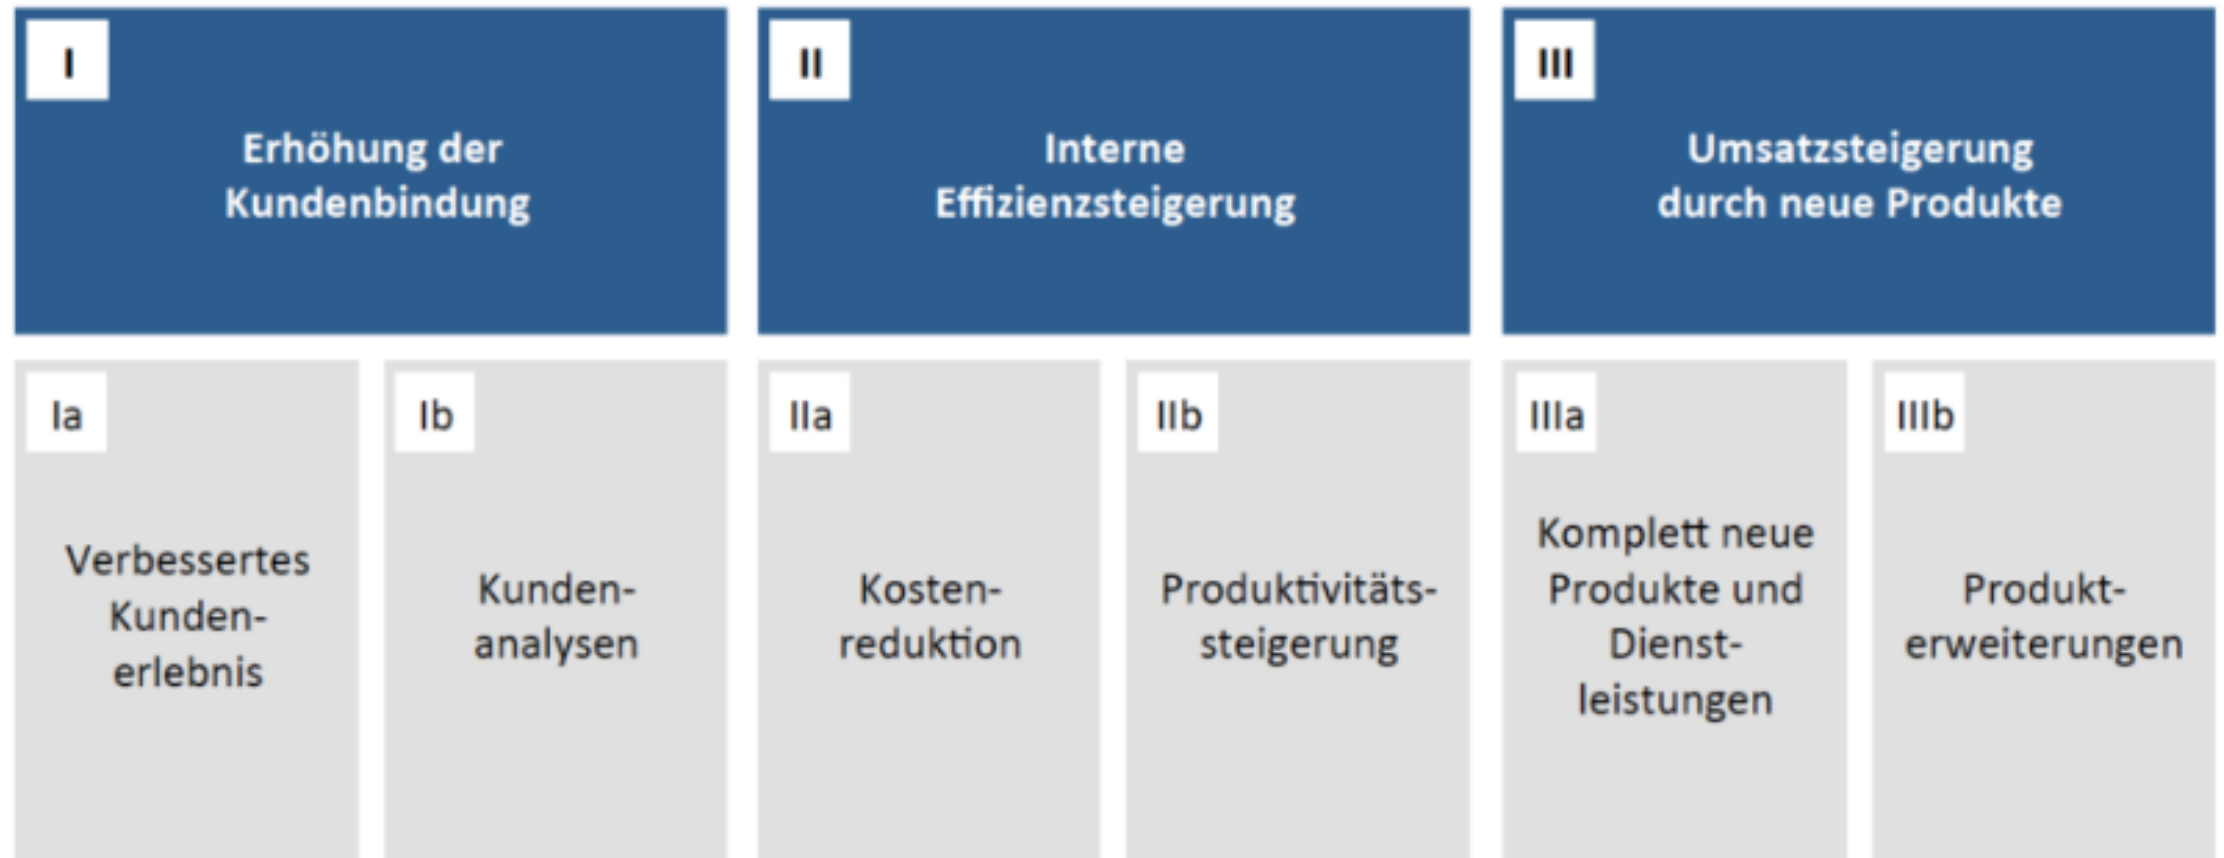 I
Erhöhung der
Kundenbindung
II
Interne
Effizienzsteigerung
III
Umsatzsteigerung
durch neue Produkte
Ia
Verbessertes
Kunden-
erlebnis
Ib
Kunden-
analysen
IIa
Kosten-
reduktion
IIb
Produktivitäts-
steigerung
IIIa
Komplett neue
Produkte und
Dienst-
leistungen
IIIb
Produkt-
erweiterungen